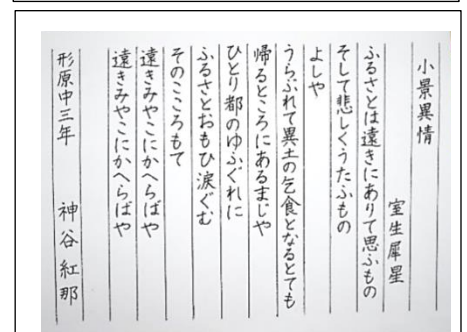 小景異情
室生犀星
ふるさとは遠きにありて思ふもの
そして悲しくうたふもの
よしや
うらぶれて異土の乞食となるとても
帰るところにあるまじや
ひとり都のゆふぐれに
ふるさとおもひ涙ぐむ
そのこころもて
遠きみやこにかへらばや
遠きみやこにかへらばや
形原中三年 神谷紅那